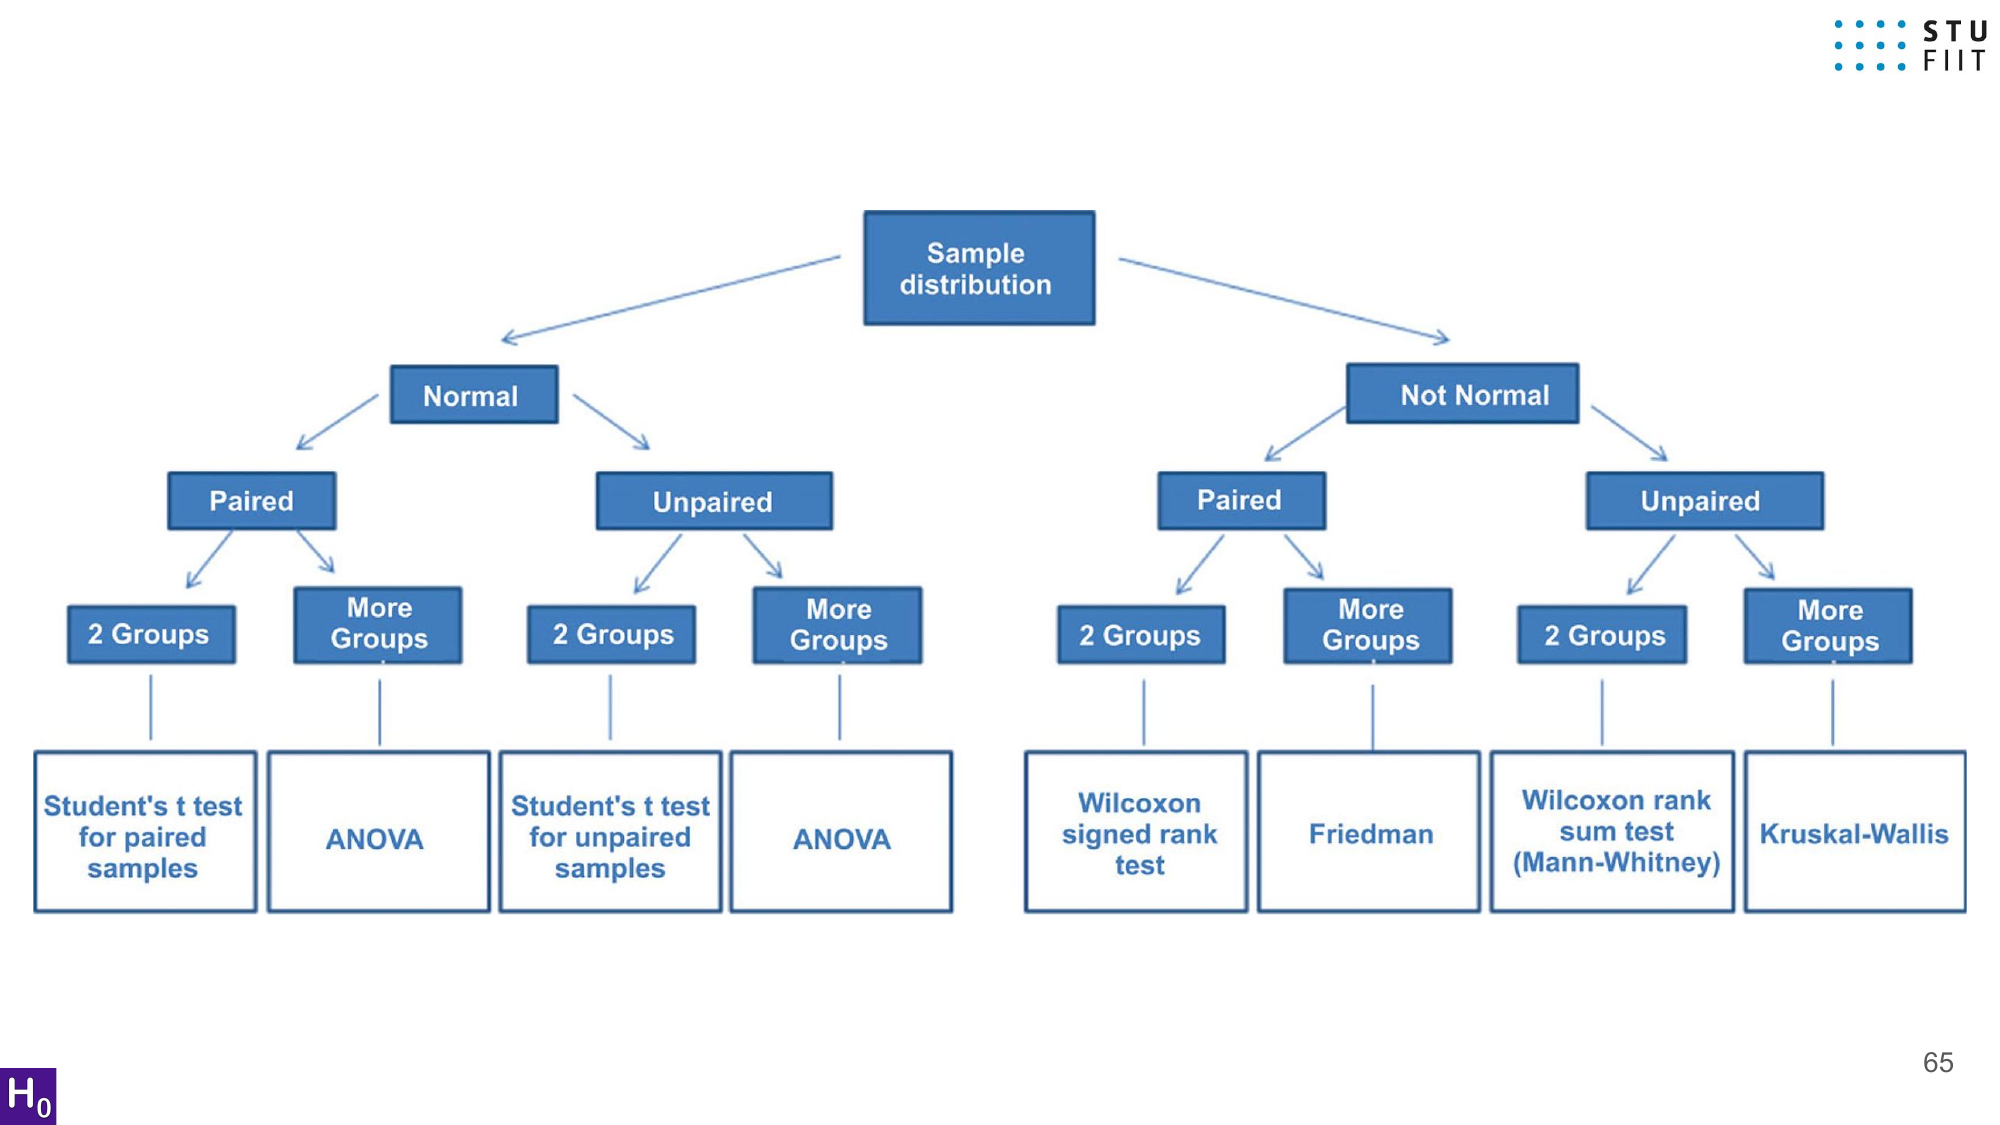 STU
FIIT
Sample
distribution
Normal
Not Normal
Paired
Unpaired
Paired
Unpaired
2 Groups
More
Groups
2 Groups
More
Groups
2 Groups
More
Groups
2 Groups
More
Groups
Student's t test
for paired
samples
ANOVA
Student's t test
for unpaired
samples
ANOVA
Wilcoxon
signed rank
test
Friedman
Wilcoxon rank
sum test
(Mann-Whitney)
Kruskal-Wallis
65
H0